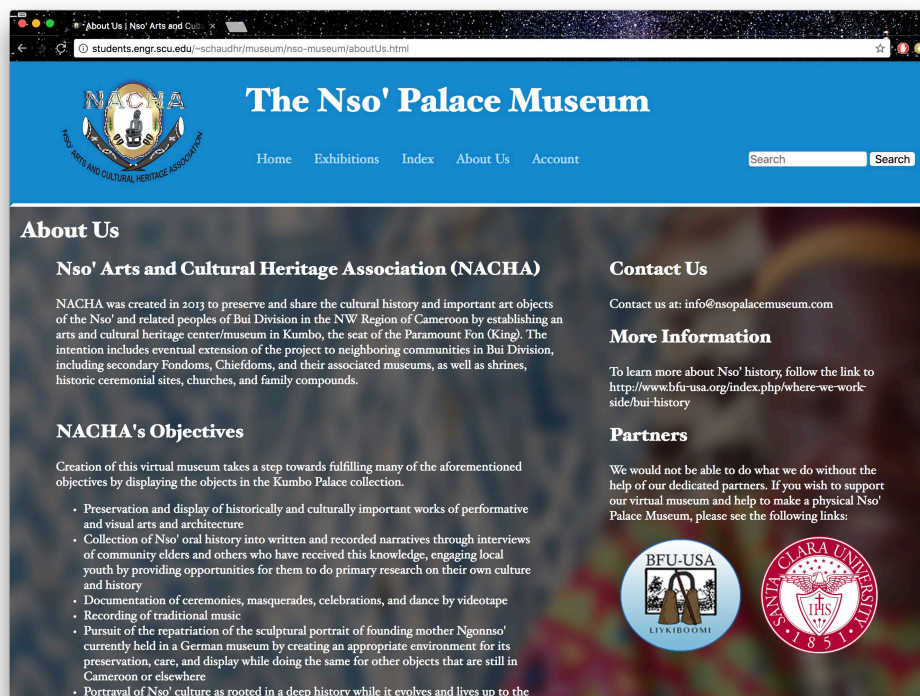 About Us | Nso' Arts and Cult
students.engr.scu.edu/~schaudhr/museum/nso-museum/aboutUs.html
NACHA
NSO' ARTS AND CULTURAL HERITAGE ASSOCIATION
The Nso' Palace Museum
Home Exhibitions Index About Us Account
Search Search
About Us
Nso' Arts and Cultural Heritage Association (NACHA)
NACHA was created in 2013 to preserve and share the cultural history and important art objects
of the Nso' and related peoples of Bui Division in the NW Region of Cameroon by establishing an
arts and cultural heritage center/museum in Kumbo, the seat of the Paramount Fon (King). The
intention includes eventual extension of the project to neighboring communities in Bui Division,
including secondary Fondoms, Chiefdoms, and their associated museums, as well as shrines,
historic ceremonial sites, churches, and family compounds.
NACHA's Objectives
Creation of this virtual museum takes a step towards fulfilling many of the aforementioned
objectives by displaying the objects in the Kumbo Palace collection.
• Preservation and display of historically and culturally important works of performative
and visual arts and architecture
• Collection of Nso' oral history into written and recorded narratives through interviews
of community elders and others who have received this knowledge, engaging local
youth by providing opportunities for them to do primary research on their own culture
and history
• Documentation of ceremonies, masquerades, celebrations, and dance by videotape
• Recording of traditional music
• Pursuit of the repatriation of the sculptural portrait of founding mother Ngonnso'
currently held in a German museum by creating an appropriate environment for its
preservation, care, and display while doing the same for other objects that are still in
Cameroon or elsewhere
• Portrayal of Nso' culture as rooted in a deep history while it evolves and lives up to the
Contact Us
Contact us at: info@nsopalacemuseum.com
More Information
To learn more about Nso' history, follow the link to
http://www.bfu-usa.org/index.php/where-we-work-
side/bui-history
Partners
We would not be able to do what we do without the
help of our dedicated partners. If you wish to support
our virtual museum and help to make a physical Nso'
Palace Museum, please see the following links:
BFU-USA
LIYKIBOOMI
SANTA CLARA UNIVERSITY
IHS
1851